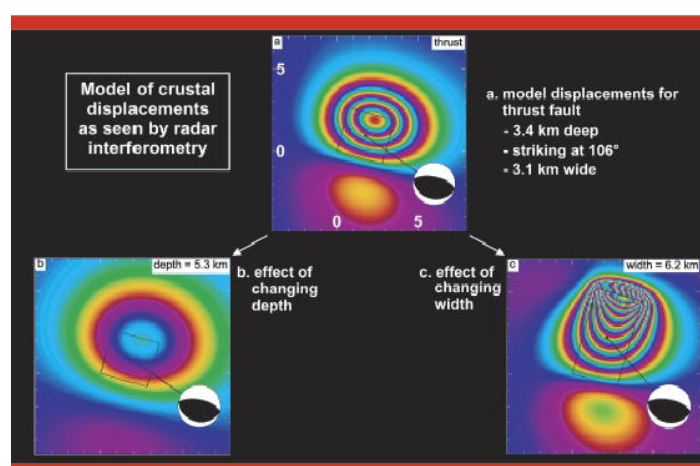 a
thrust
5
0
0
5
Model of crustal
displacements
as seen by radar
interferometry
a. model displacements for
thrust fault
- 3.4 km deep
- striking at 106°
- 3.1 km wide
b
depth = 5.3 km
b. effect of
changing
depth
c. effect of
changing
width
c
width = 6.2 km